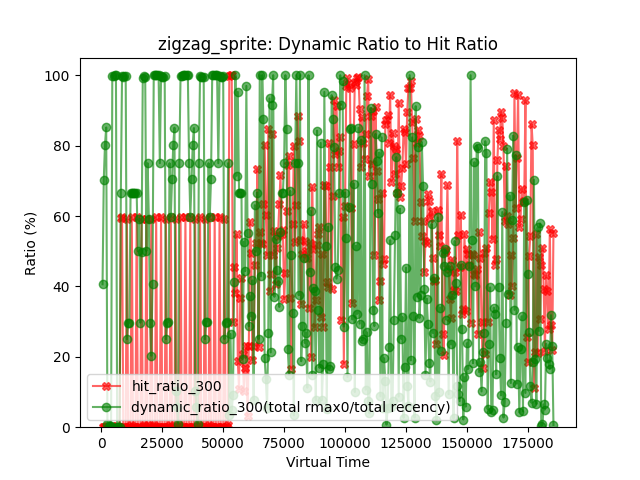 zigzag_sprite: Dynamic Ratio to Hit Ratio
100
80
60
40
20
0
Ratio (%)
hit_ratio_300
dynamic_ratio_300(total rmax0/total recency)
0 25000 50000 75000 100000 125000 150000 175000
Virtual Time